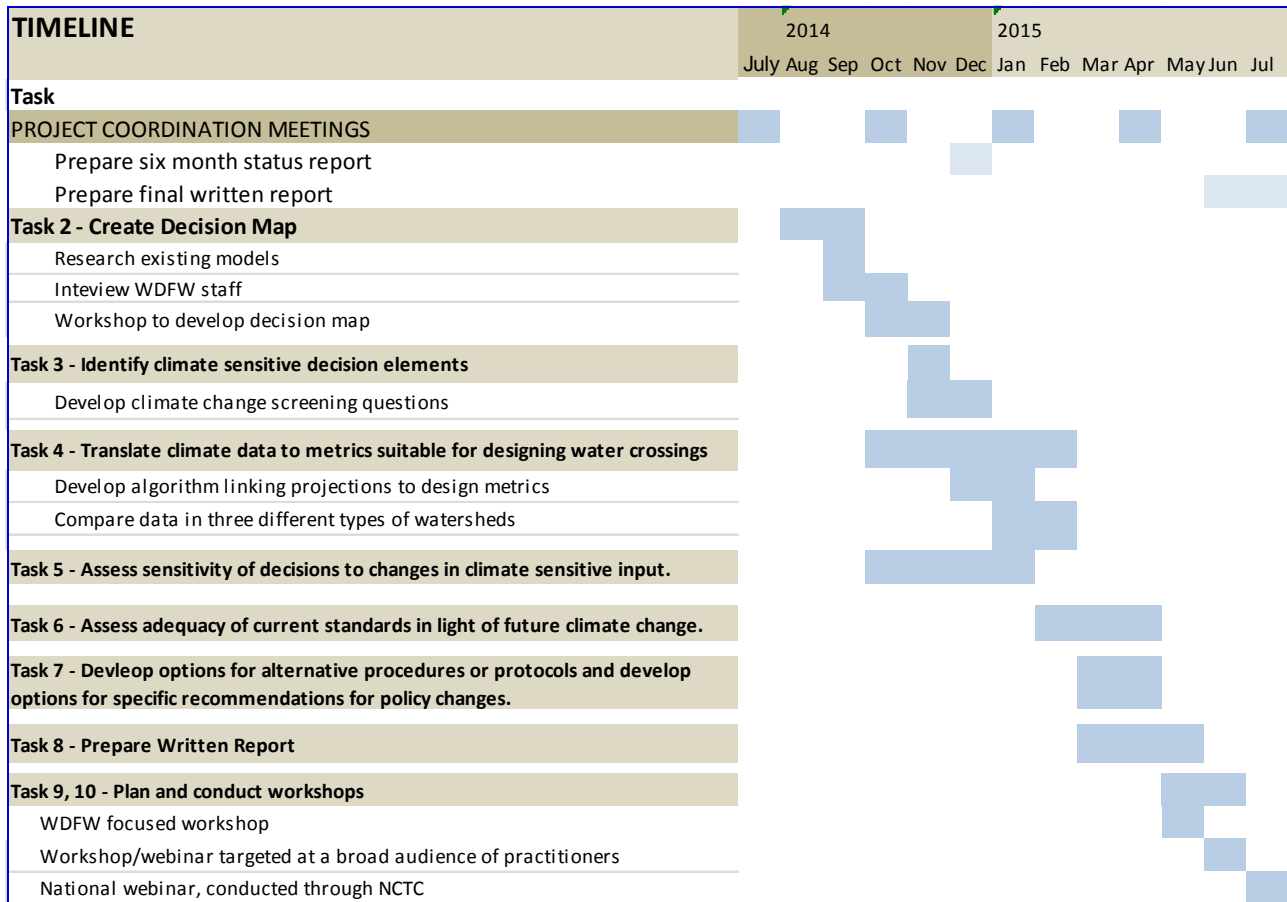 TIMELINE
2014 2015
July Aug Sep Oct Nov Dec Jan Feb Mar Apr May Jun Jul
Task
PROJECT COORDINATION MEETINGS
Prepare six month status report
Prepare final written report
Task 2 - Create Decision Map
Research existing models
Inteview WDFW staff
Workshop to develop decision map
Task 3 - Identify climate sensitive decision elements
Develop climate change screening questions
Task 4 - Translate climate data to metrics suitable for designing water crossings
Develop algorithm linking projections to design metrics
Compare data in three different types of watersheds
Task 5 - Assess sensitivity of decisions to changes in climate sensitive input.
Task 6 - Assess adequacy of current standards in light of future climate change.
Task 7 - Devleop options for alternative procedures or protocols and develop
options for specific recommendations for policy changes.
Task 8 - Prepare Written Report
Task 9, 10 - Plan and conduct workshops
WDFW focused workshop
Workshop/webinar targeted at a broad audience of practitioners
National webinar, conducted through NCTC